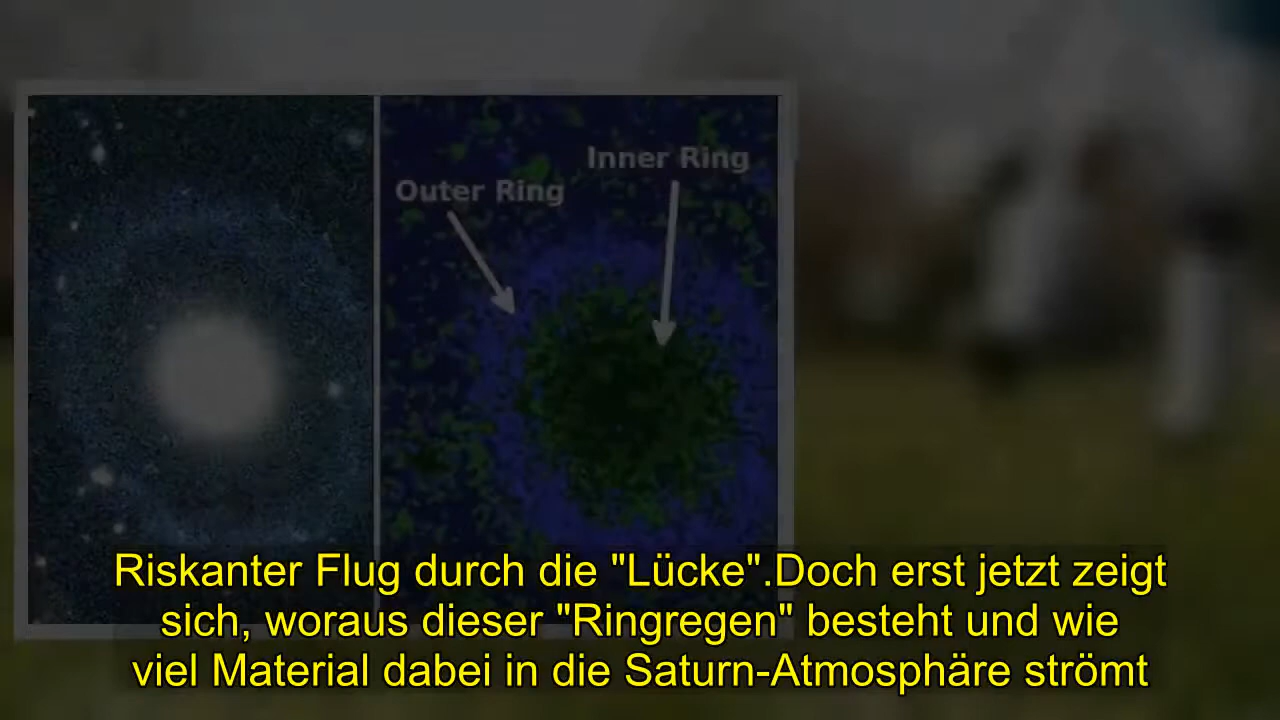 Inner Ring
Outer Ring
Riskanter Flug durch die "Lücke".Doch erst jetzt zeigt
sich, woraus dieser "Ringregen" besteht und wie
viel Material dabei in die Saturn-Atmosphäre strömt